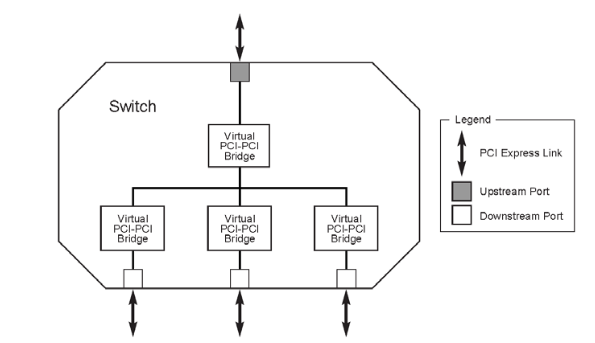 Switch
Virtual
PCI-PCI
Bridge
Virtual
PCI-PCI
Bridge
Virtual
PCI-PCI
Bridge
Virtual
PCI-PCI
Bridge
Legend
PCI Express Link
Upstream Port
Downstream Port